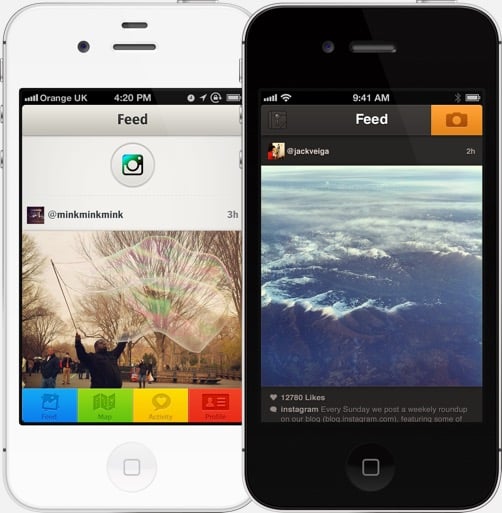 Orange UK
4:20 PM
Feed
@minkminkmink
3h
Feed
Map
Activity
Profile
9:41 AM
Feed
@jackveiga
2h
12780 Likes
instagram Every Sunday we post a weekely roundup
on our blog (blog.instagram.com), featuring some of